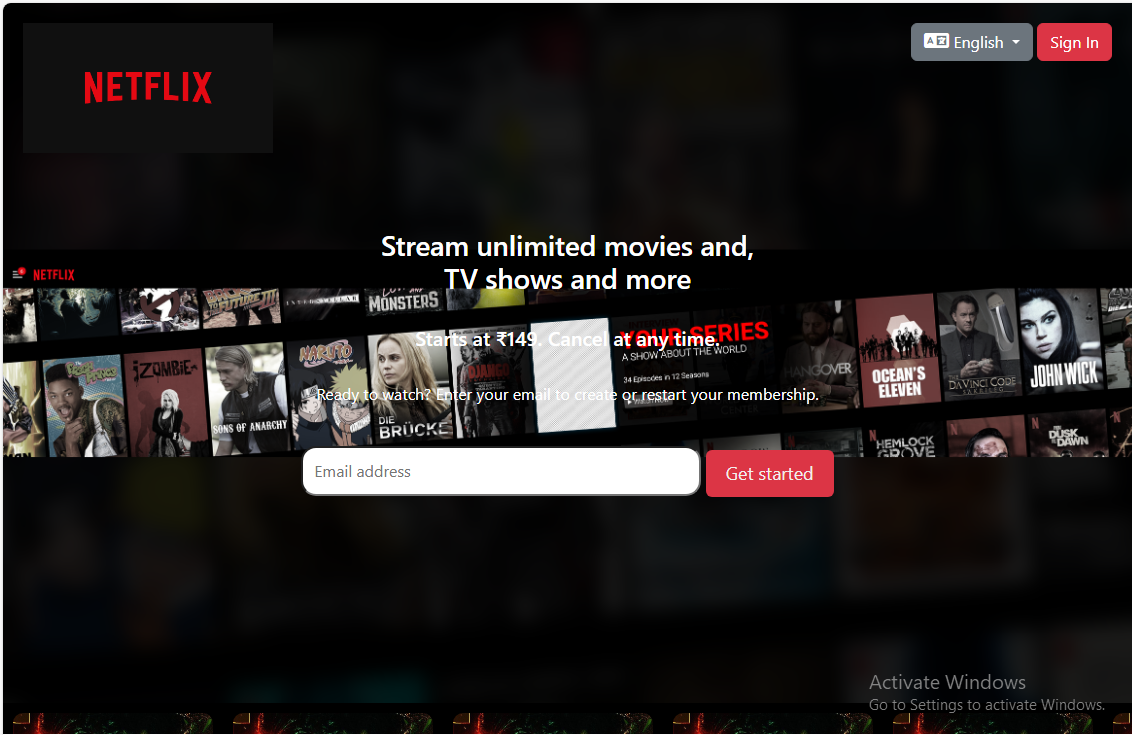 NETFLIX
English
Sign In
Stream unlimited movies and,
TV shows and more
NETFLIX
MONSTERS
Starts at ₹149. Cancel at any time.
YOUR SERIES
A SHOW ABOUT THE WORLD
34 Episodes in 12 Seasons
iZOMBIE
SONS OF ANARCHY
NARUTO
DIE
BRÜCKE
DJANGO
HANGOVER
OCEAN'S
ELEVEN
DAVINCI CODE
JOHN WICK
Ready to watch? Enter your email to create or restart your membership.
HEMLOCK
GROVE
DUSK
DAWN
Email address
Get started
Activate Windows
Go to Settings to activate Windows.